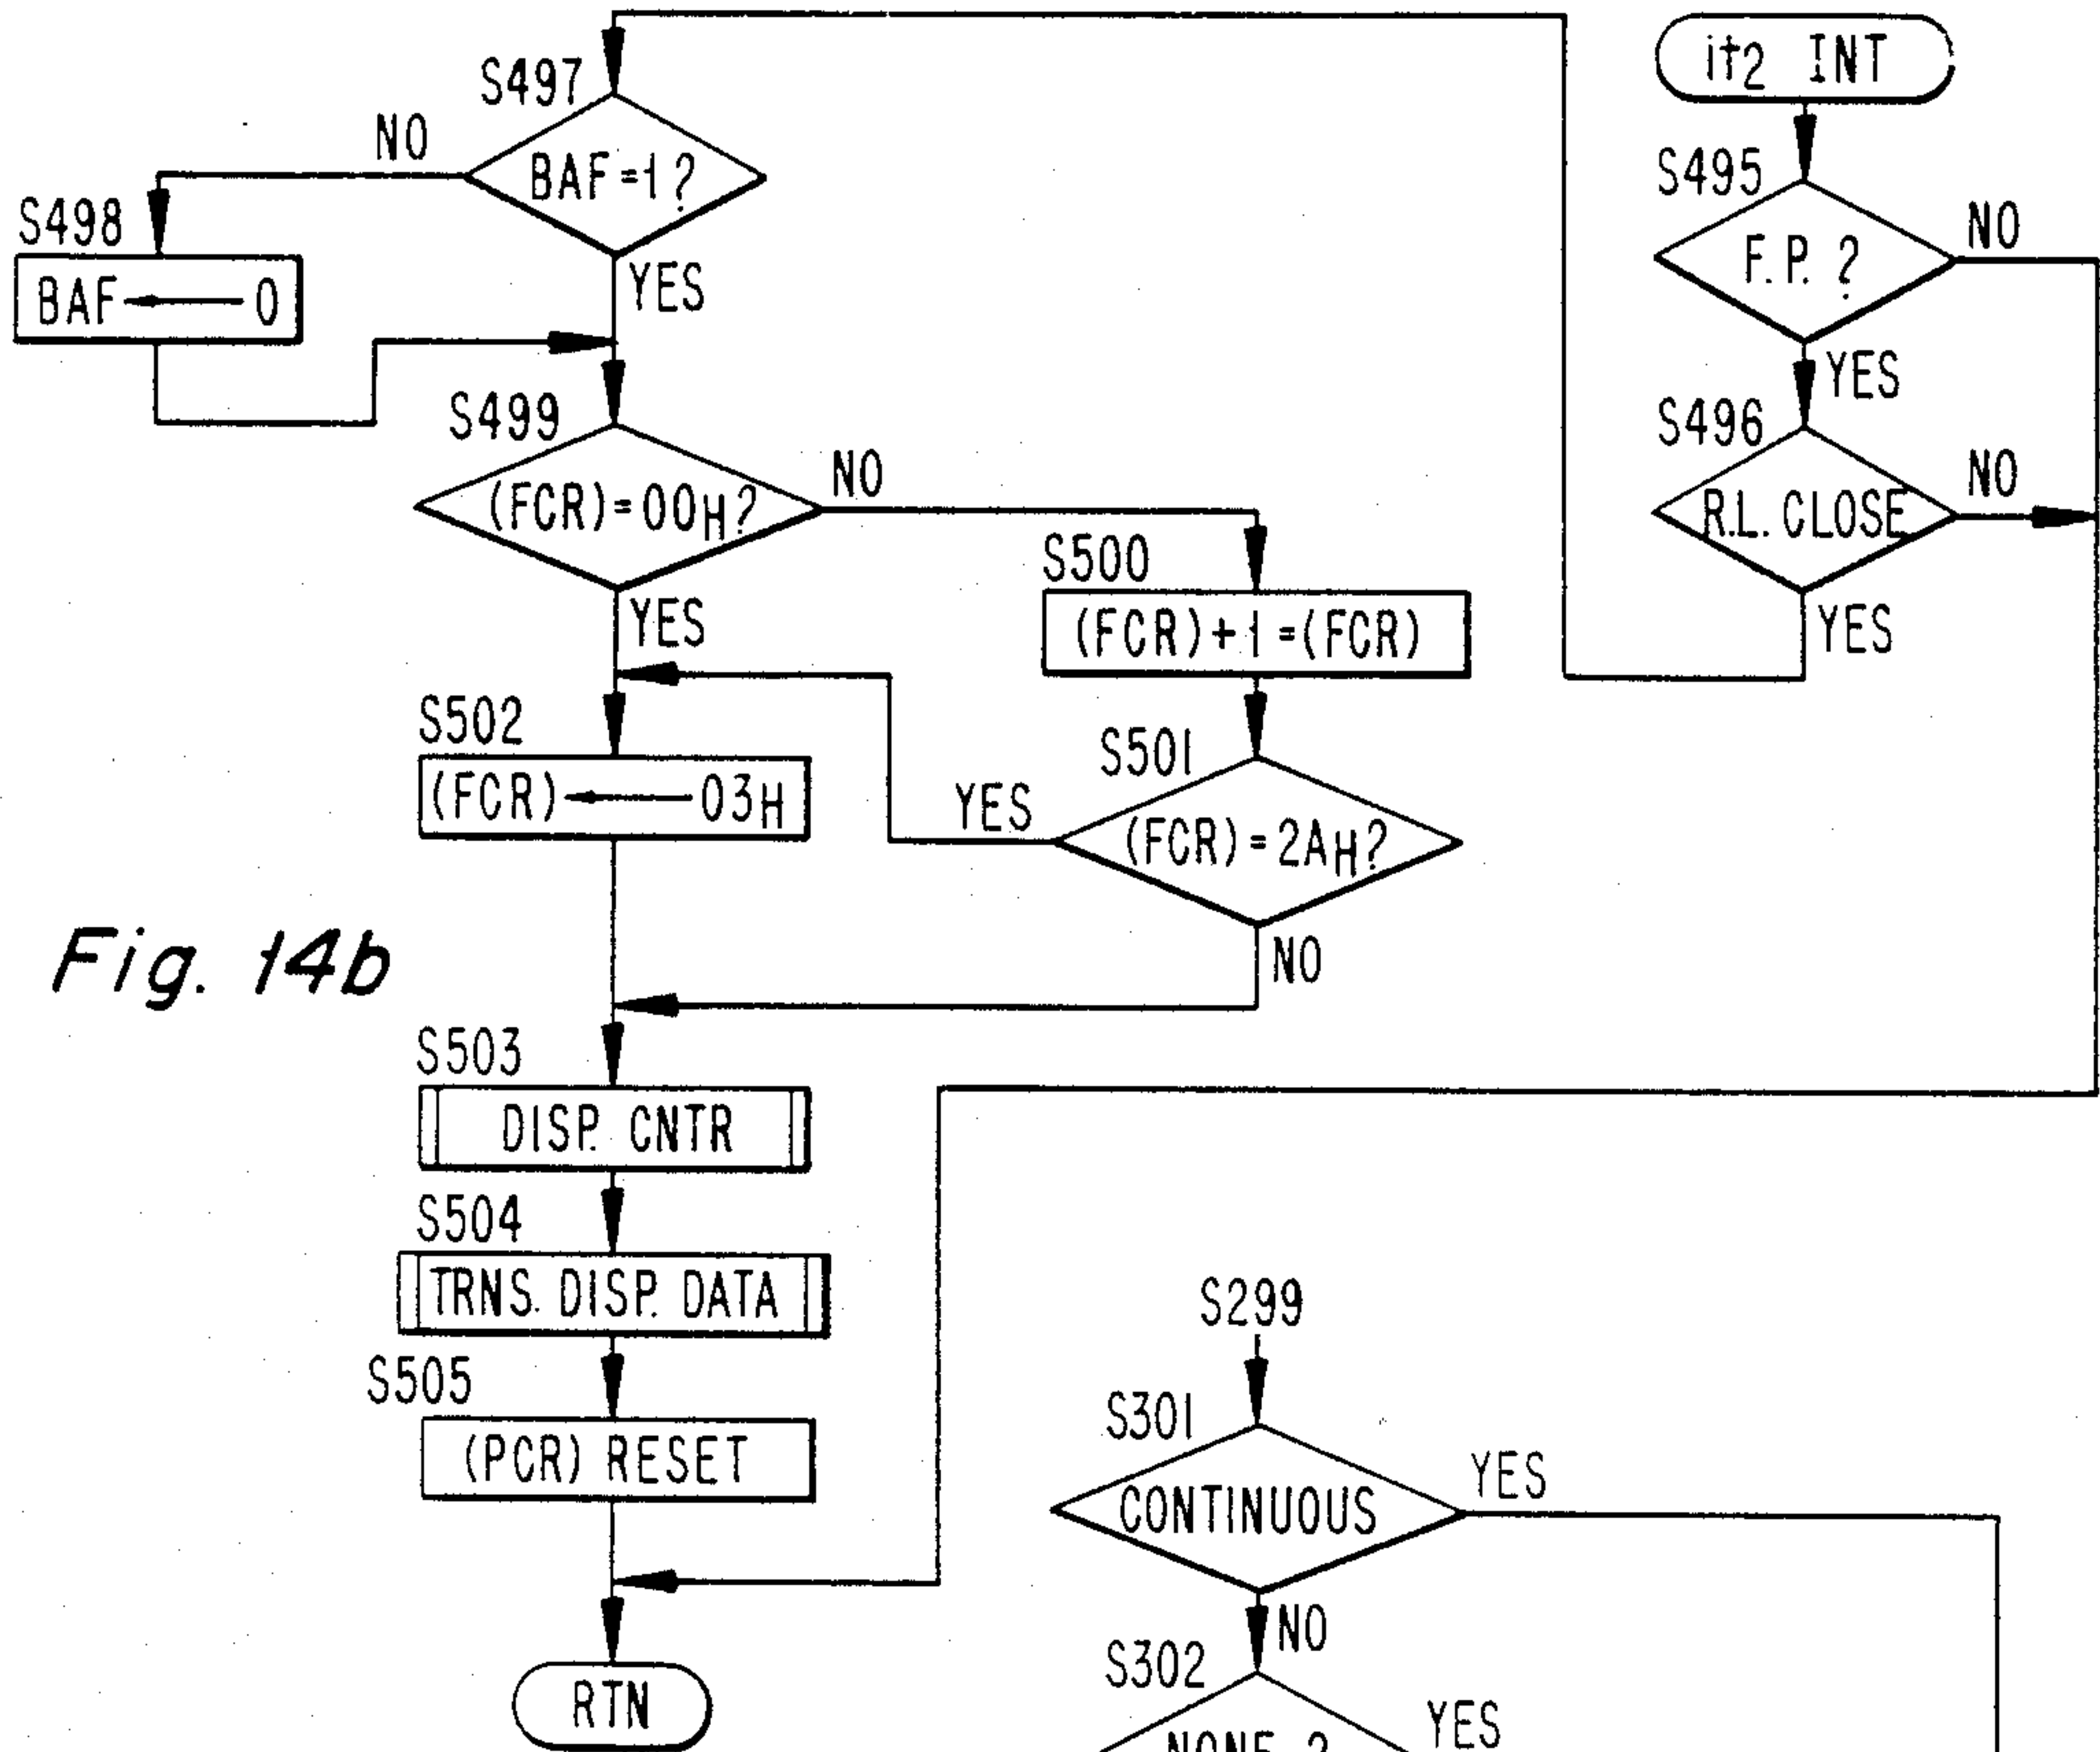 it2 INT
S495
F.P. ?
NO
YES
S496
R.L. CLOSE
NO
YES
S497
BAF=1?
NO
YES
S498
BAF 0
S499
(FCR)=00H?
NO
YES
S500
(FCR)+1=(FCR)
S501
(FCR)=2AH?
YES
NO
S502
(FCR) 03H
Fig. 14b
S503
DISP. CNTR
S504
TRNS. DISP. DATA
S505
(PCR) RESET
RTN
S299
S301
CONTINUOUS
YES
NO
S302
NONE ?
YES